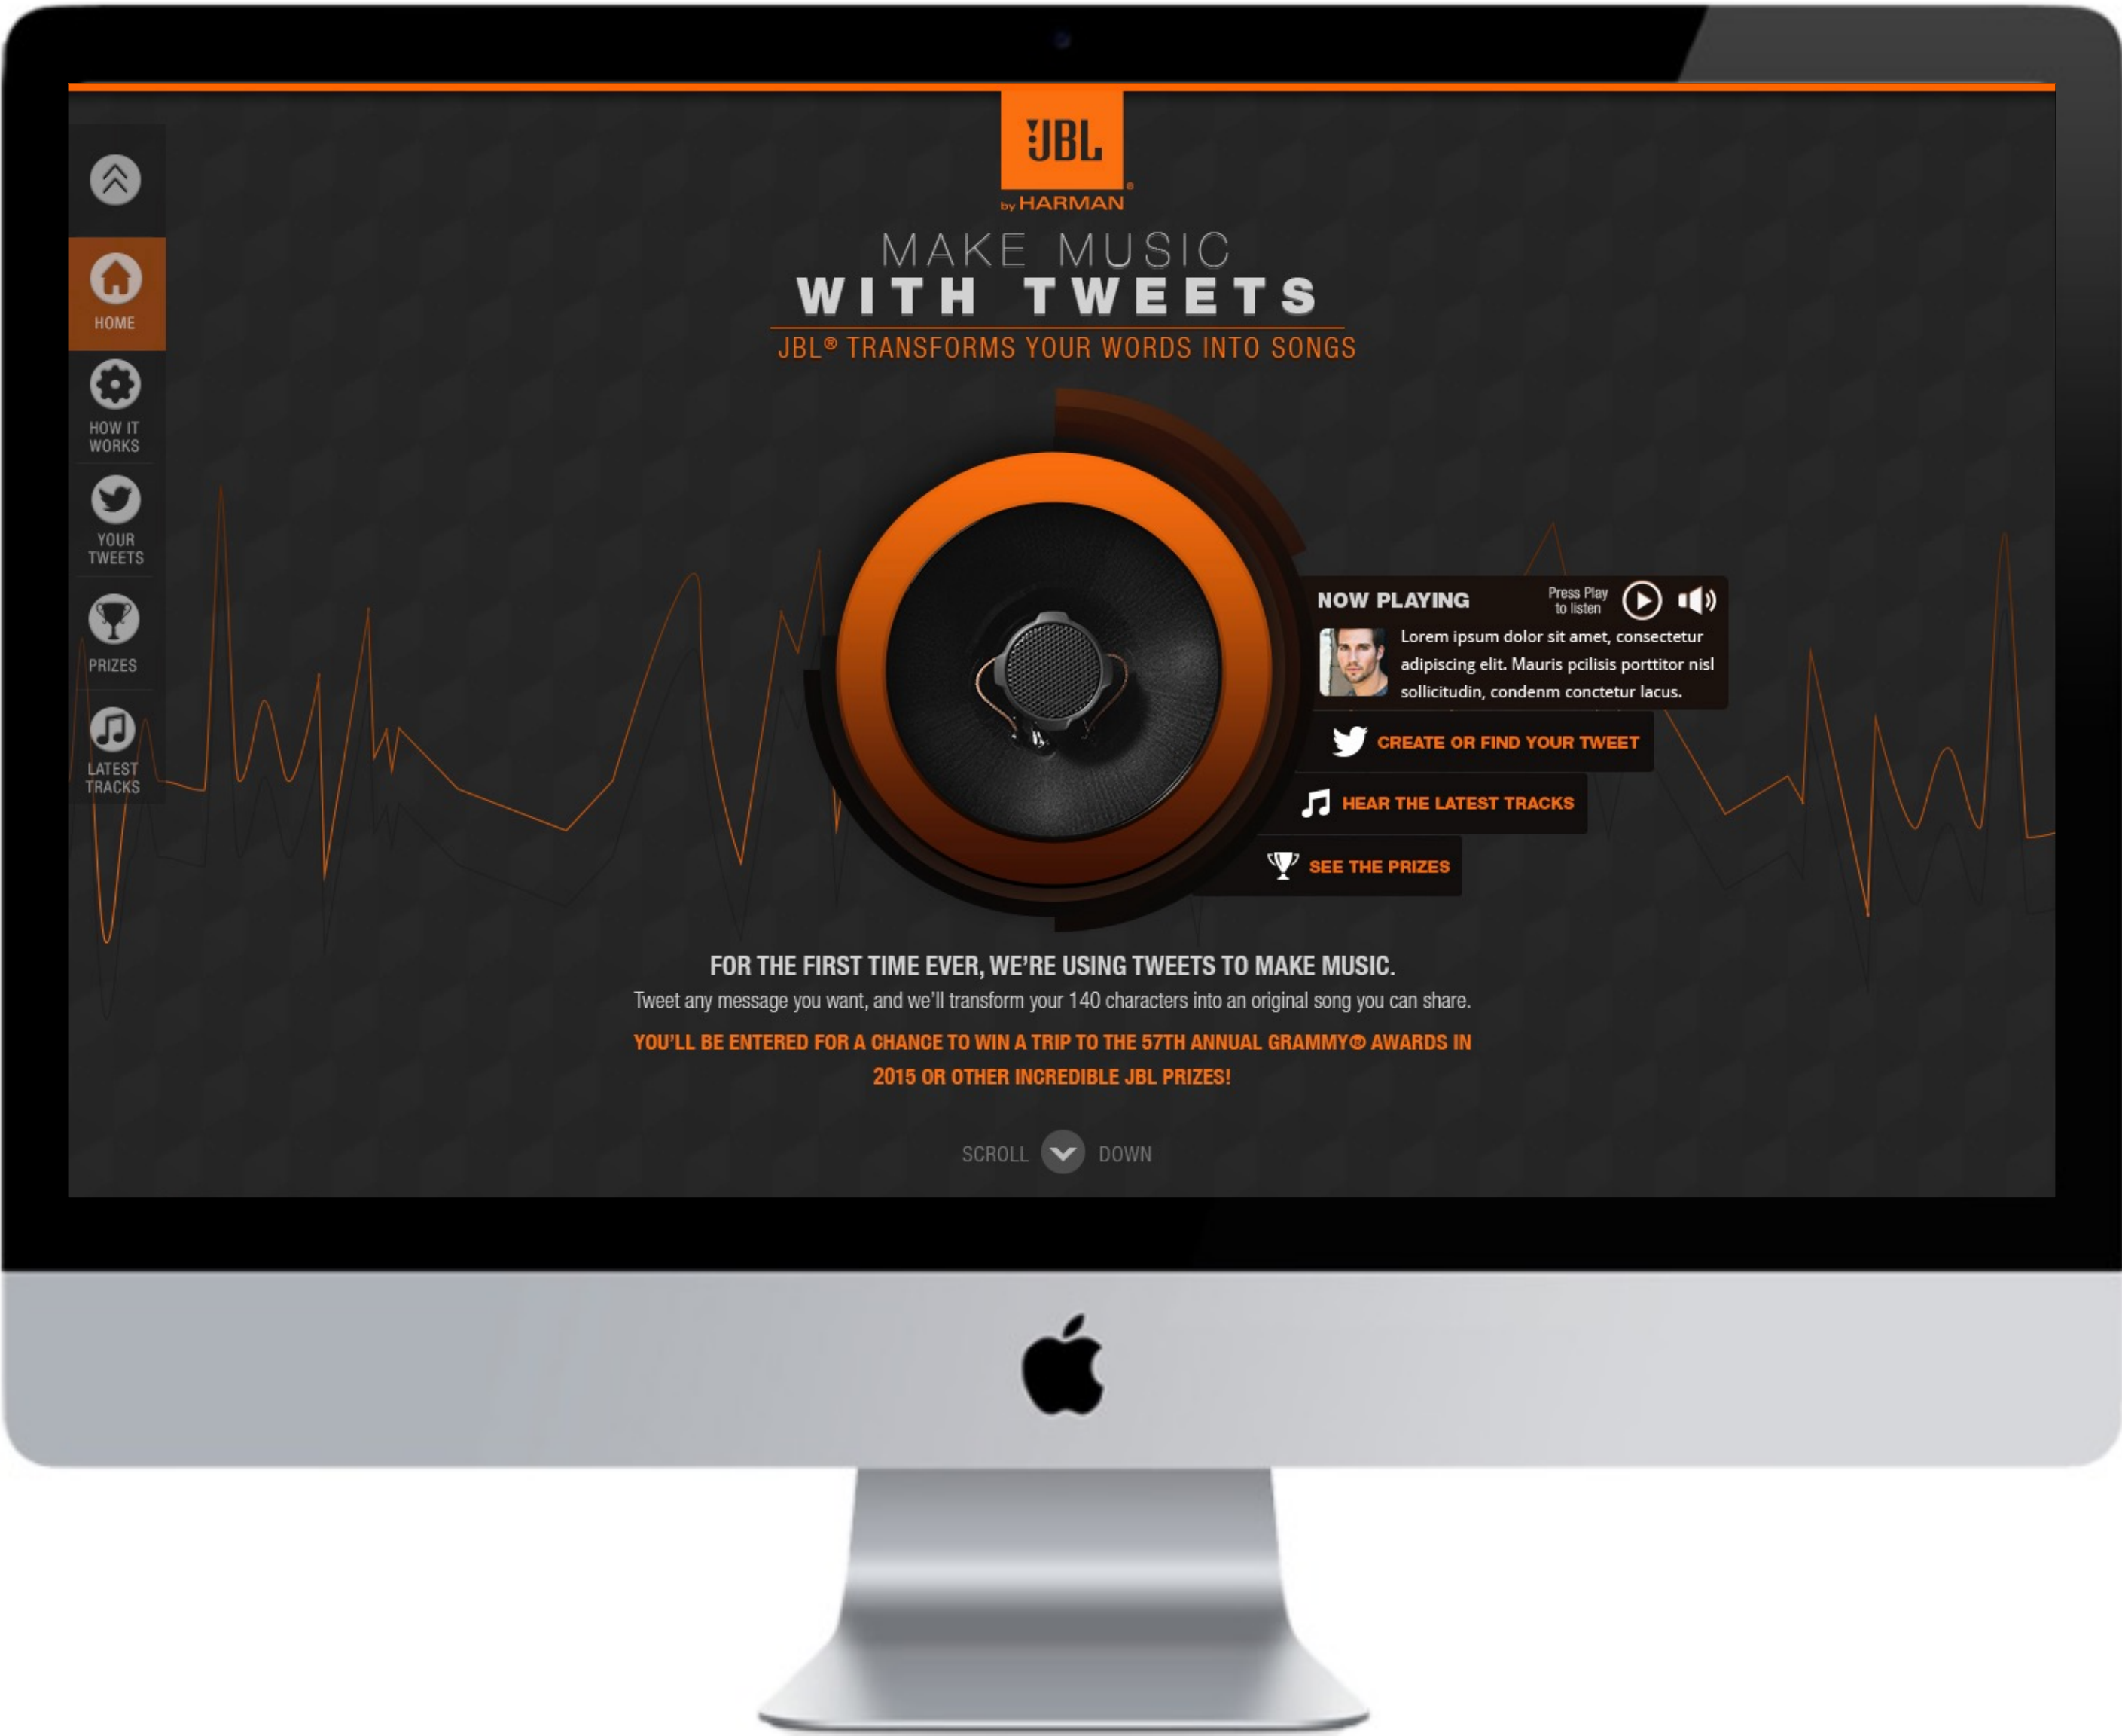 JBL®
by HARMAN
MAKE MUSIC
WITH TWEETS
JBL® TRANSFORMS YOUR WORDS INTO SONGS
HOME
HOW IT
WORKS
YOUR
TWEETS
PRIZES
LATEST
TRACKS
NOW PLAYING
Press Play
to listen
Lorem ipsum dolor sit amet, consectetur
adipiscing elit. Mauris pcilisis porttitor nisl
sollicitudin, condenm conctetur lacus.
CREATE OR FIND YOUR TWEET
HEAR THE LATEST TRACKS
SEE THE PRIZES
FOR THE FIRST TIME EVER, WE'RE USING TWEETS TO MAKE MUSIC.
Tweet any message you want, and we'll transform your 140 characters into an original song you can share.
YOU'LL BE ENTERED FOR A CHANCE TO WIN A TRIP TO THE 57TH ANNUAL GRAMMY® AWARDS IN
2015 OR OTHER INCREDIBLE JBL PRIZES!
SCROLL DOWN